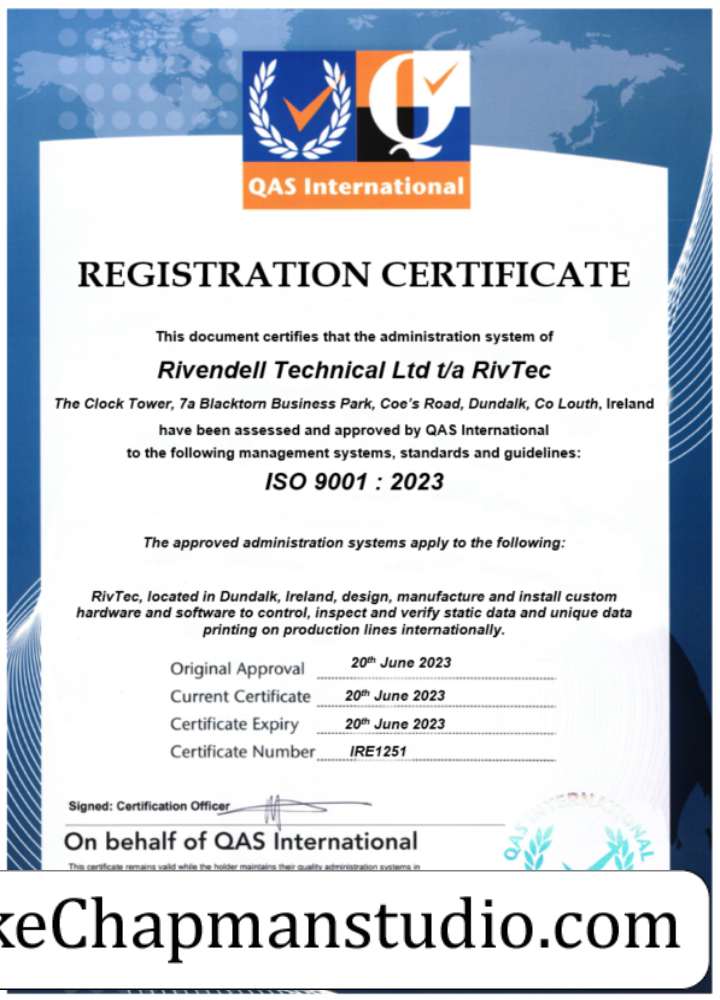 QAS International
REGISTRATION CERTIFICATE
This document certifies that the administration system of
Rivendell Technical Ltd t/a RivTec
The Clock Tower, 7a Blacktorn Business Park, Coe's Road, Dundalk, Co Louth, Ireland
have been assessed and approved by QAS International
to the following management systems, standards and guidelines:
ISO 9001 : 2023
The approved administration systems apply to the following:
RivTec, located in Dundalk, Ireland, design, manufacture and install custom
hardware and software to control, inspect and verify static data and unique data
printing on production lines internationally.
Original Approval 20th June 2023
Current Certificate 20th June 2023
Certificate Expiry 20th June 2023
Certificate Number IRE1251
Signed: Certification Officer
On behalf of QAS International
This certificate remains valid while the holder maintains their quality administration systems in
QAS INTERNATIONAL
keChapmanstudio.com